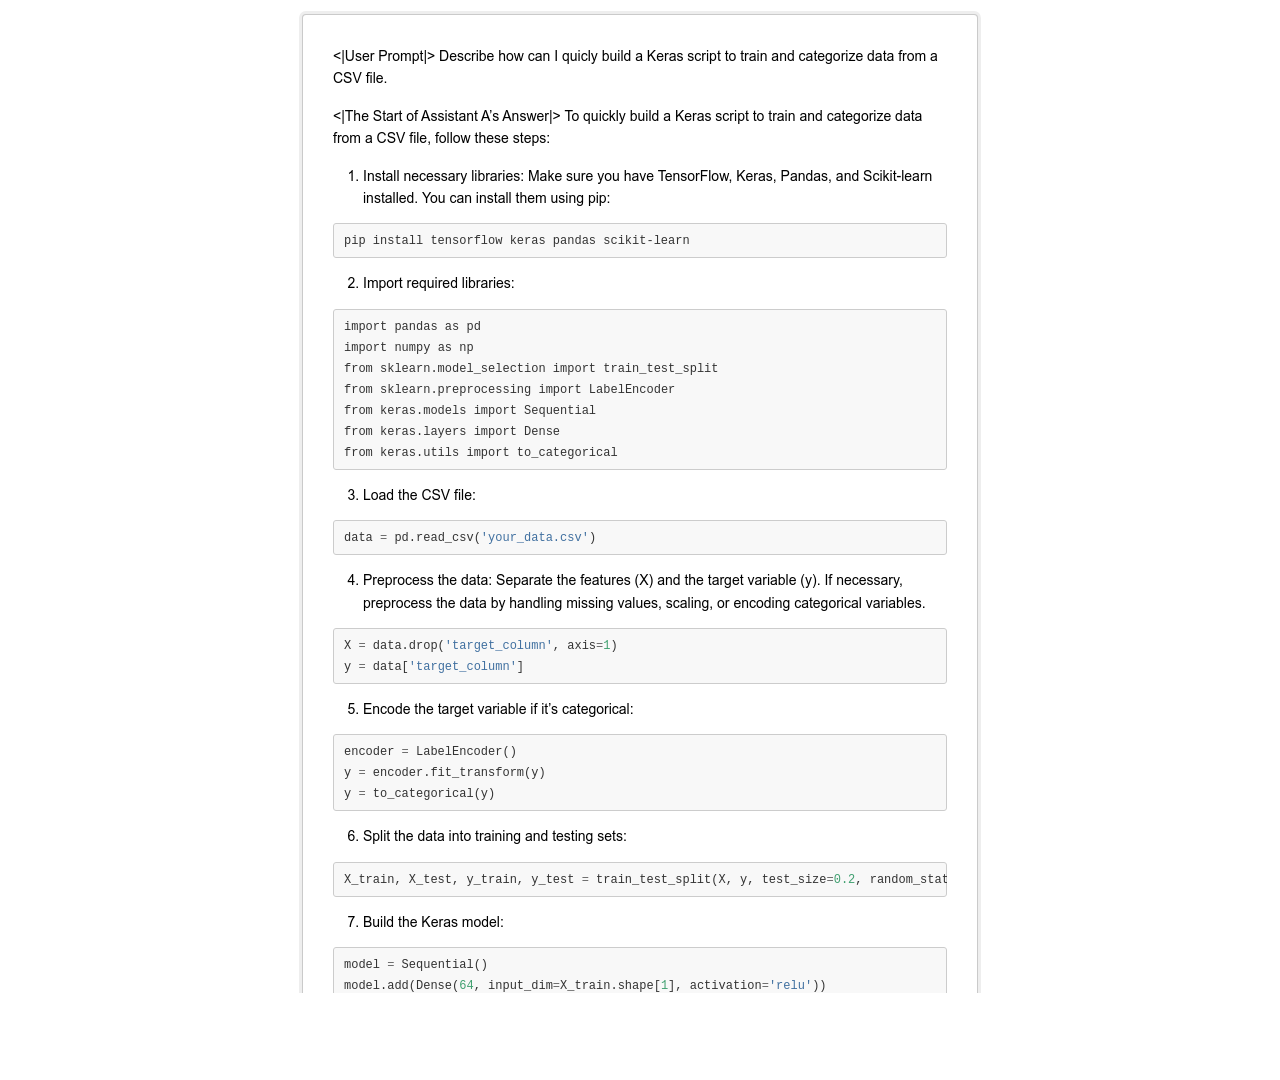 <|User Prompt|> Describe how can I quicly build a Keras script to train and categorize data from a
CSV file.
<|The Start of Assistant A’s Answer|> To quickly build a Keras script to train and categorize data
from a CSV file, follow these steps:
1. Install necessary libraries: Make sure you have TensorFlow, Keras, Pandas, and Scikit-learn
installed. You can install them using pip:
pip install tensorflow keras pandas scikit-learn
2. Import required libraries:
import pandas as pd
import numpy as np
from sklearn.model_selection import train_test_split
from sklearn.preprocessing import LabelEncoder
from keras.models import Sequential
from keras.layers import Dense
from keras.utils import to_categorical
3. Load the CSV file:
data = pd.read_csv('your_data.csv')
4. Preprocess the data: Separate the features (X) and the target variable (y). If necessary,
preprocess the data by handling missing values, scaling, or encoding categorical variables.
X = data.drop('target_column', axis=1)
y = data['target_column']
5. Encode the target variable if it’s categorical:
encoder = LabelEncoder()
y = encoder.fit_transform(y)
y = to_categorical(y)
6. Split the data into training and testing sets:
X_train, X_test, y_train, y_test = train_test_split(X, y, test_size=0.2, random_stat
7. Build the Keras model:
model = Sequential()
model.add(Dense(64, input_dim=X_train.shape[1], activation='relu'))